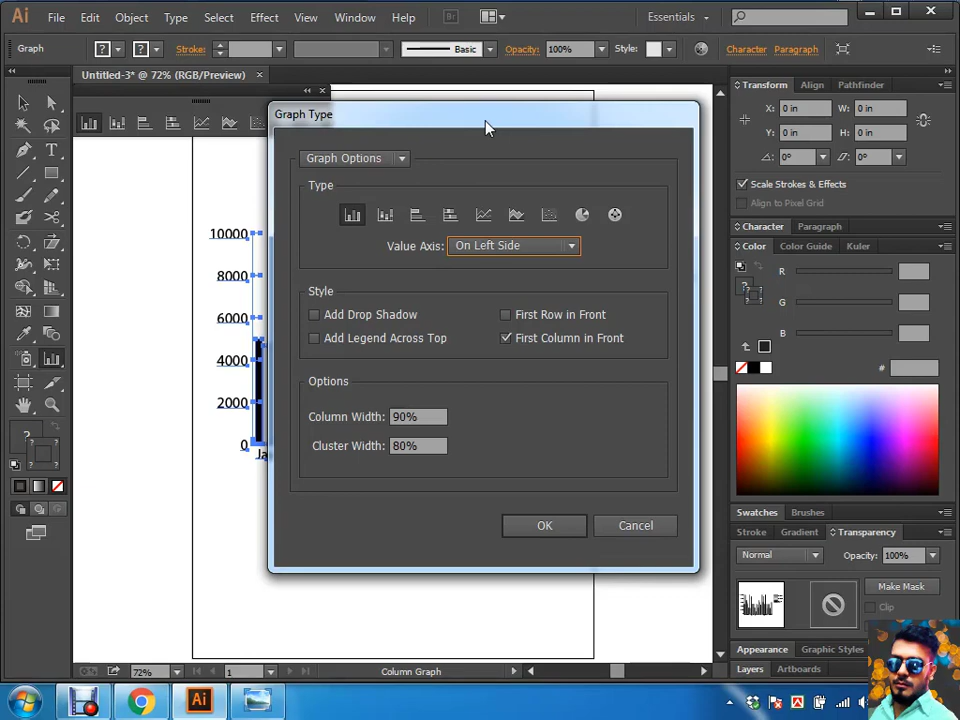 Ai File Edit Object Type Select Effect View Window Help Br Essentials
Graph Stroke: Basic Opacity: 100% Style: Character Paragraph
Untitled-3* @ 72% (RGB/Preview)
Transform Align Pathfinder
X: 0 in W: 0 in
Y: 0 in H: 0 in
0° 0°
Scale Strokes & Effects
Align to Pixel Grid
Character Paragraph
Color Color Guide Kuler
R
G
B
#
Swatches Brushes
Stroke Gradient Transparency
Normal Opacity: 100%
Make Mask
Clip
Appearance Graphic Styles
Layers Artboards
10000
8000
6000
4000
2000
0
Ja
Graph Type
Graph Options
Type
Value Axis: On Left Side
Style
Add Drop Shadow First Row in Front
Add Legend Across Top First Column in Front
Options
Column Width: 90%
Cluster Width: 80%
OK Cancel
72% 1 Column Graph
Ai